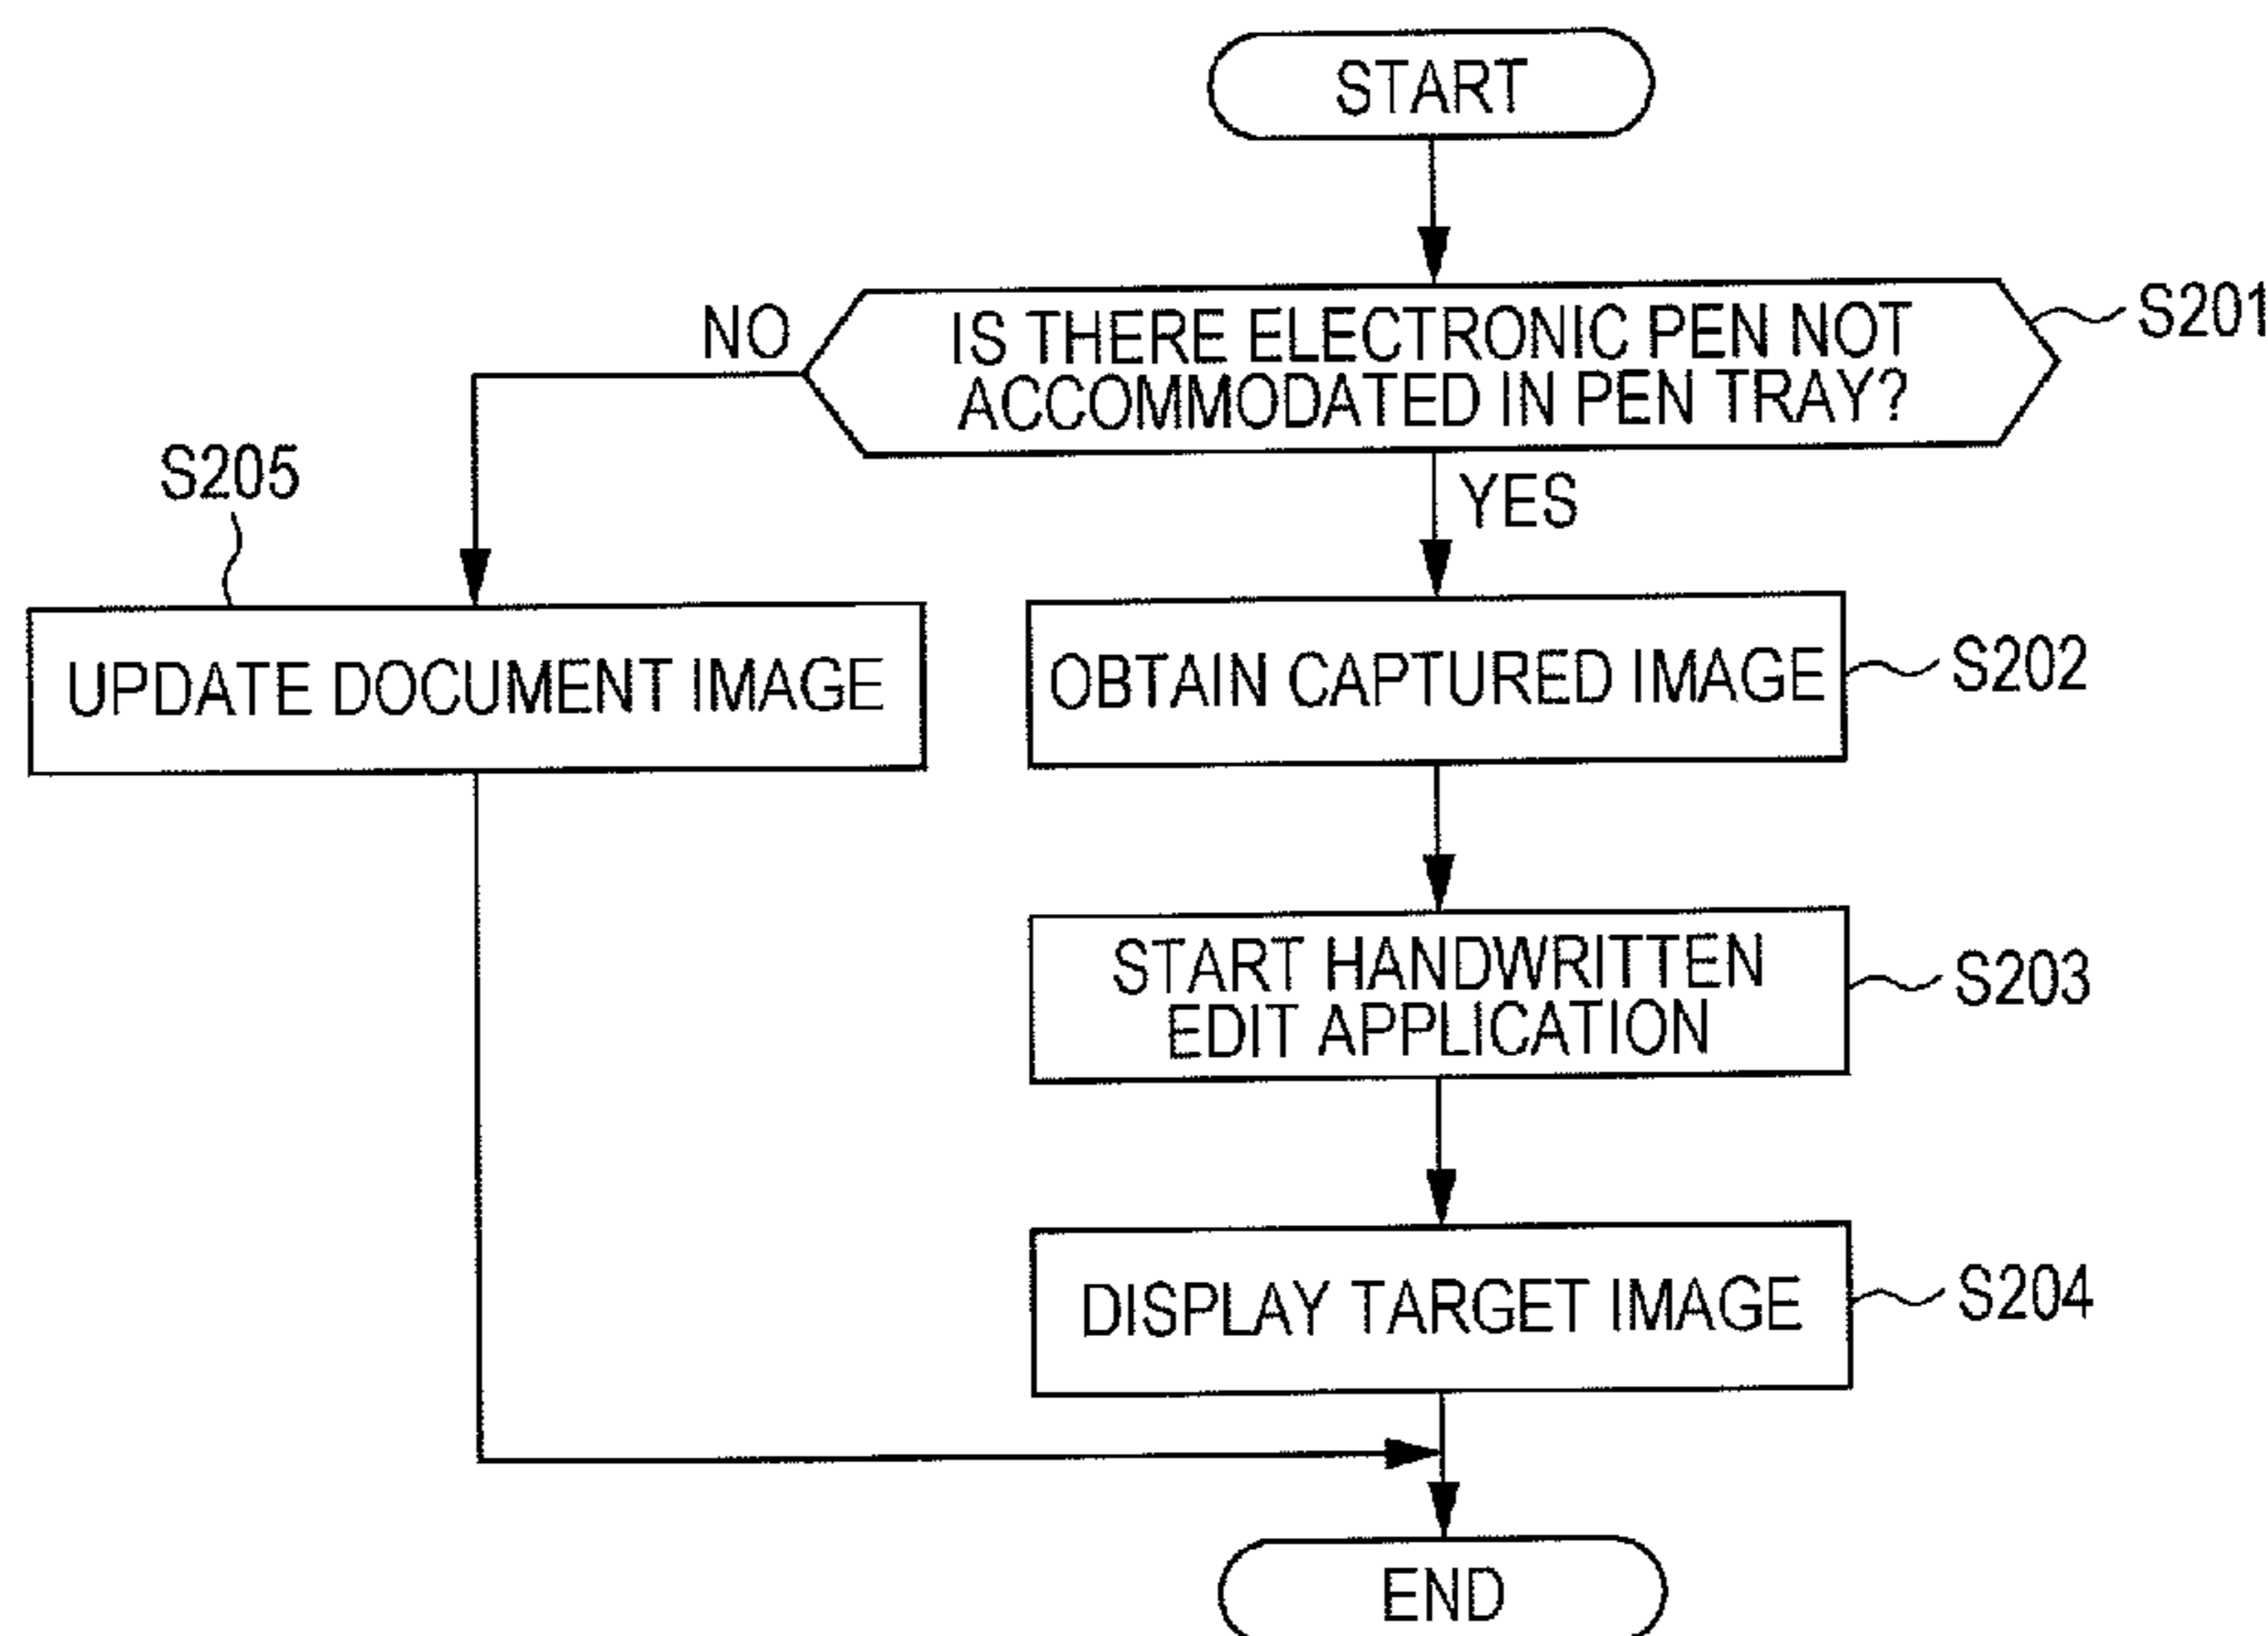 START
NO
IS THERE ELECTRONIC PEN NOT
ACCOMMODATED IN PEN TRAY?
S201
YES
S205
UPDATE DOCUMENT IMAGE
OBTAIN CAPTURED IMAGE
S202
START HANDWRITTEN
EDIT APPLICATION
S203
DISPLAY TARGET IMAGE
S204
END